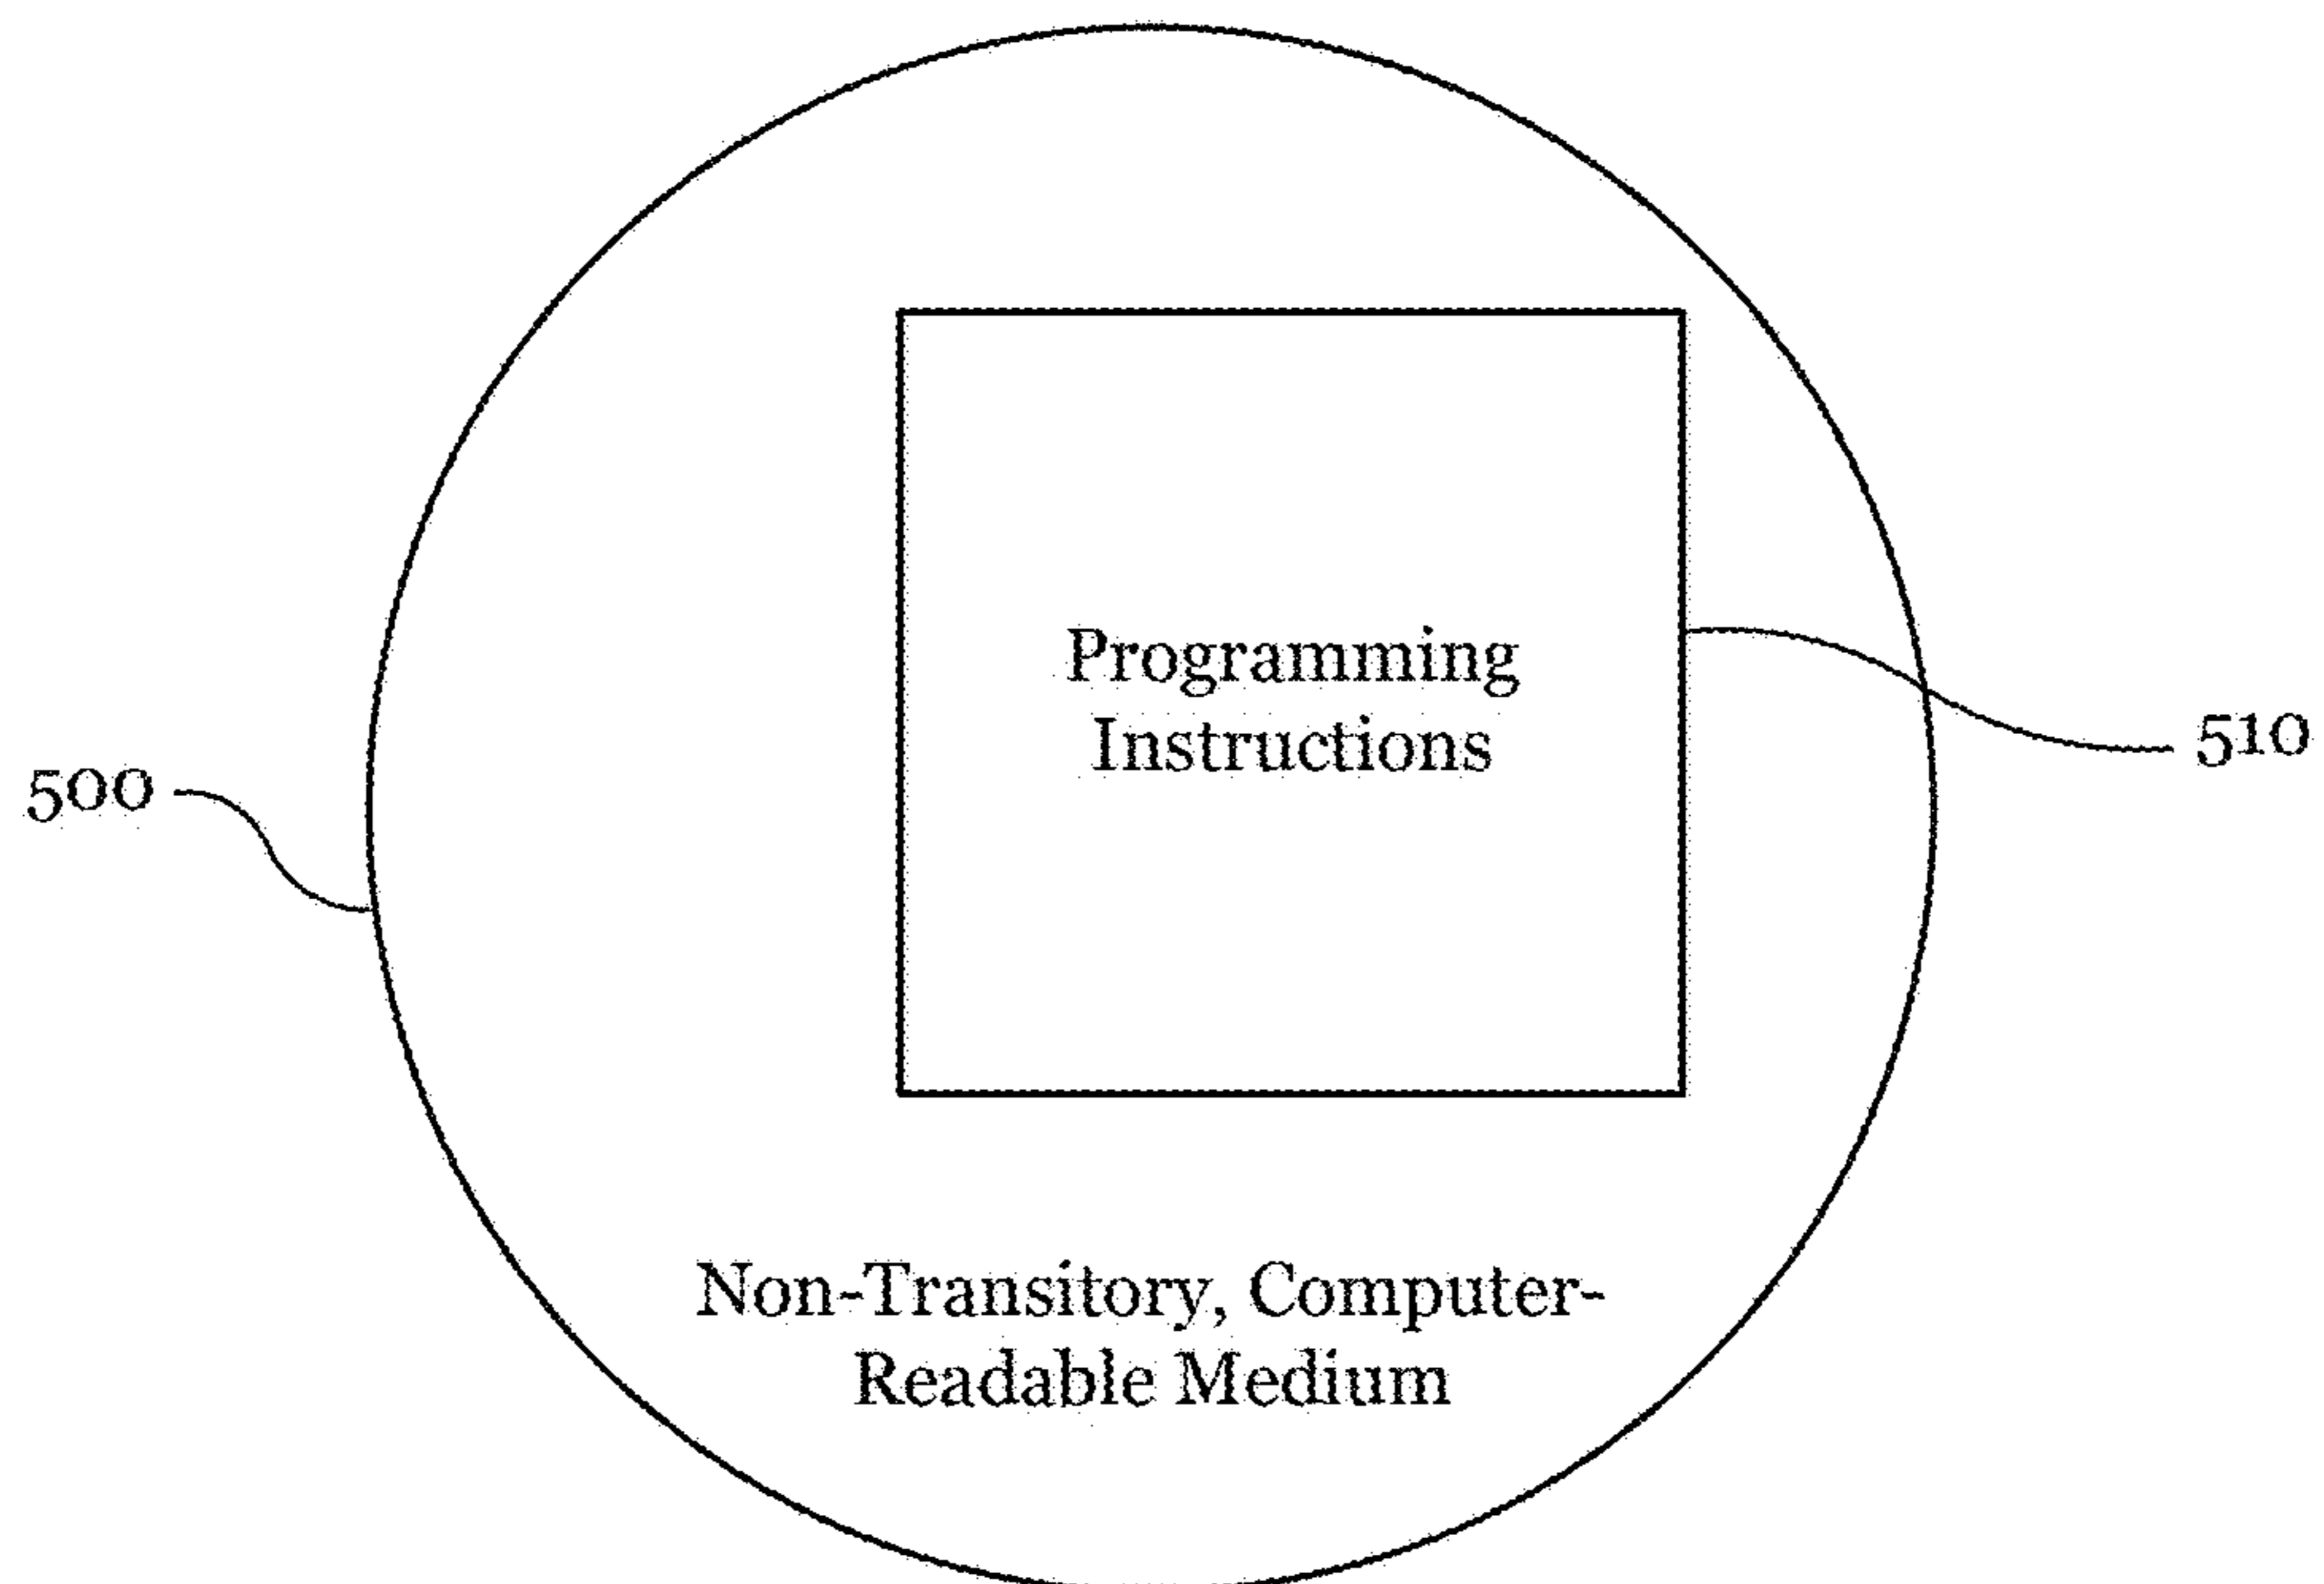 Programming
Instructions
510
500
Non-Transitory, Computer-
Readable Medium